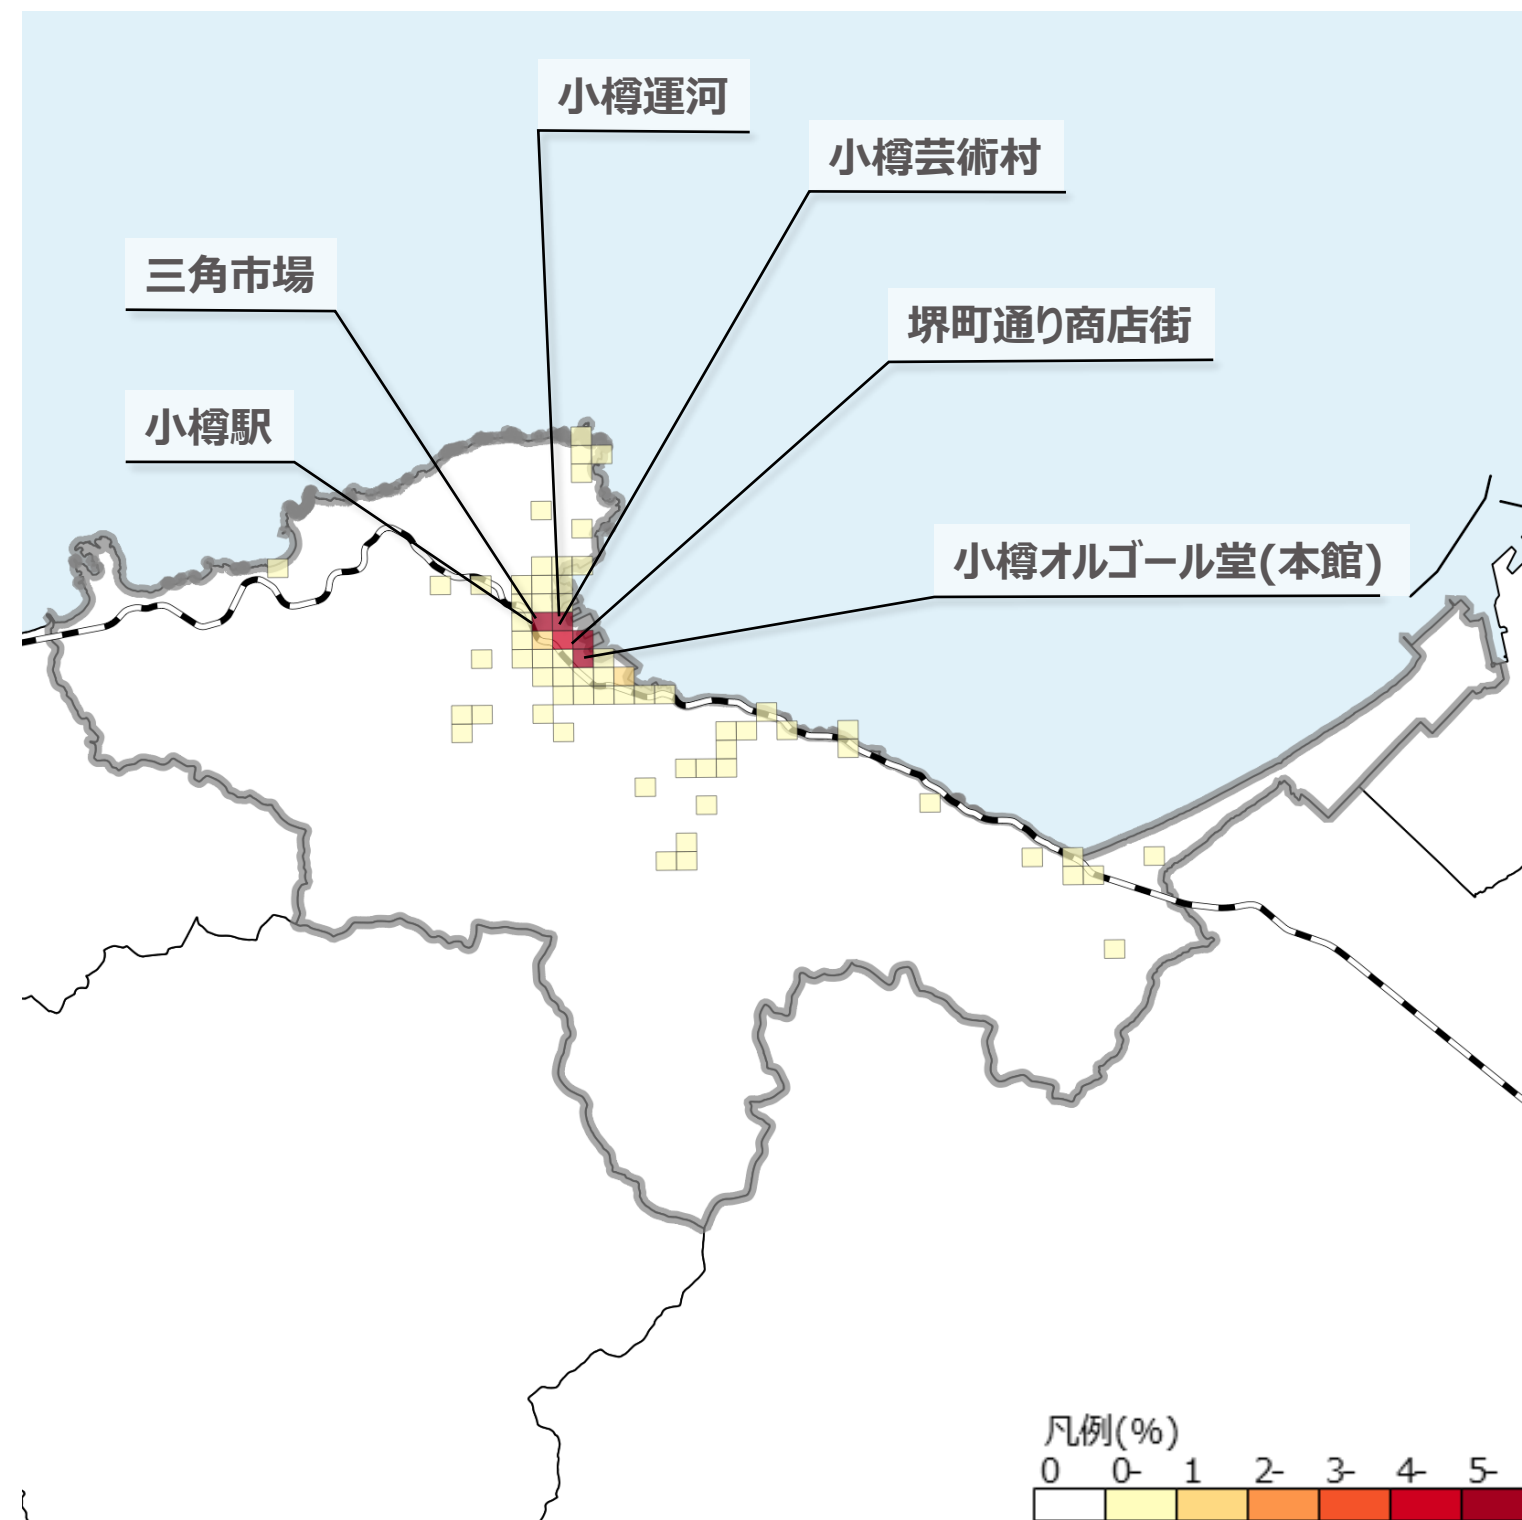 小樽運河
小樽芸術村
三角市場
堺町通り商店街
小樽駅
小樽オルゴール堂(本館)
凡例(%)
0 0- 1 2- 3- 4- 5-